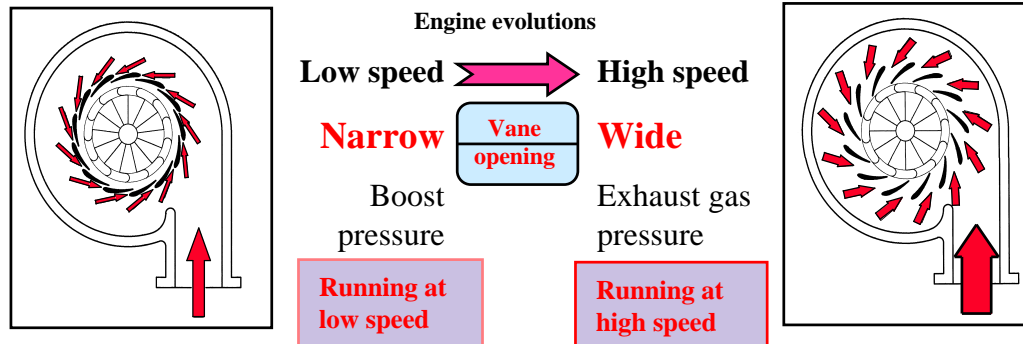 Engine evolutions
Low speed
High speed
Narrow
Vane
opening
Wide
Boost
pressure
Exhaust gas
pressure
Running at
low speed
Running at
high speed